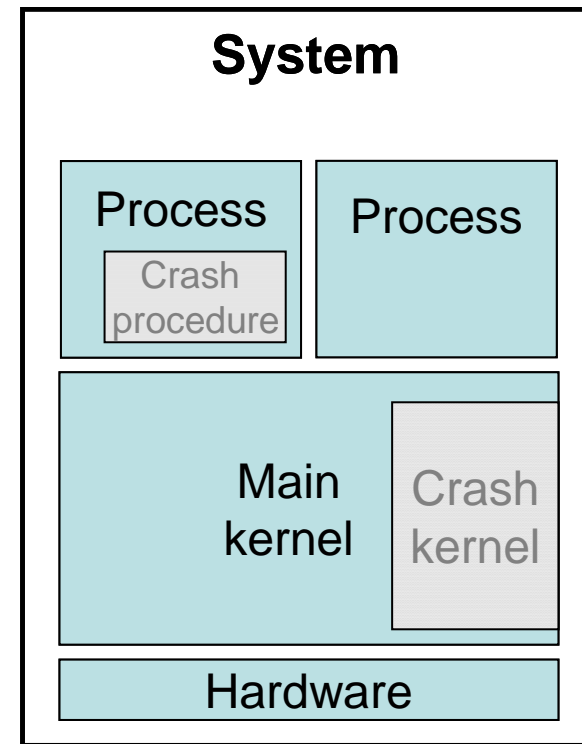 System
Process
Crash
procedure
Process
Main
kernel
Crash
kernel
Hardware